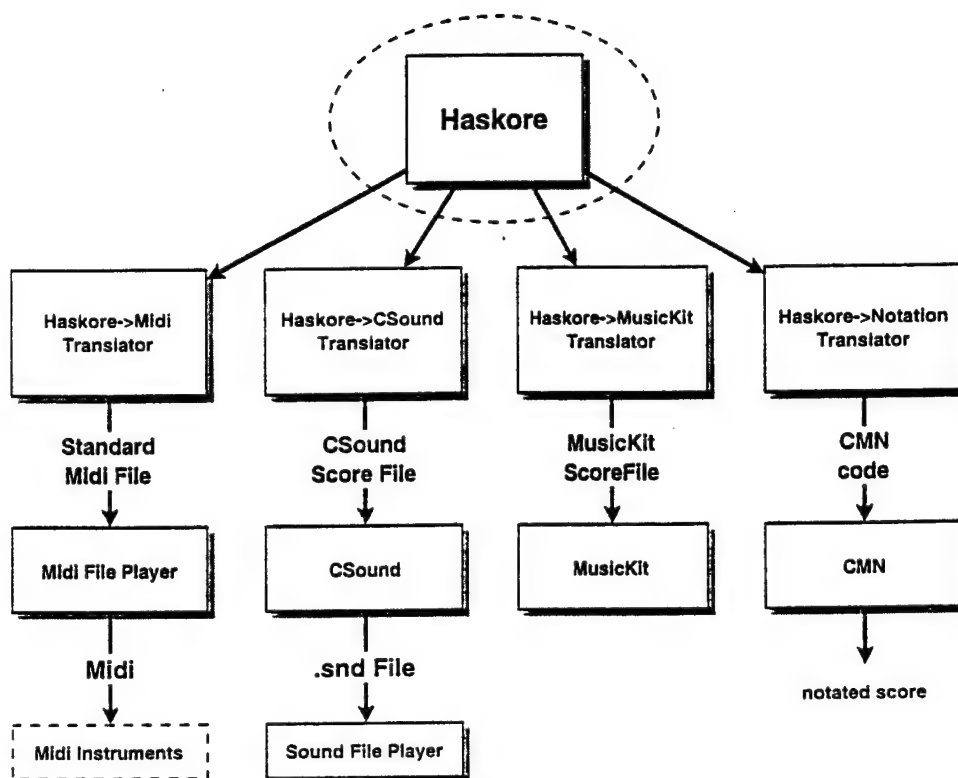 Haskore
Haskore->Midi
Translator
Haskore->CSound
Translator
Haskore->MusicKit
Translator
Haskore->Notation
Translator
Standard
Midi File
CSound
Score File
MusicKit
ScoreFile
CMN
code
Midi File Player
CSound
MusicKit
CMN
Midi
.snd File
notated score
Midi Instruments
Sound File Player